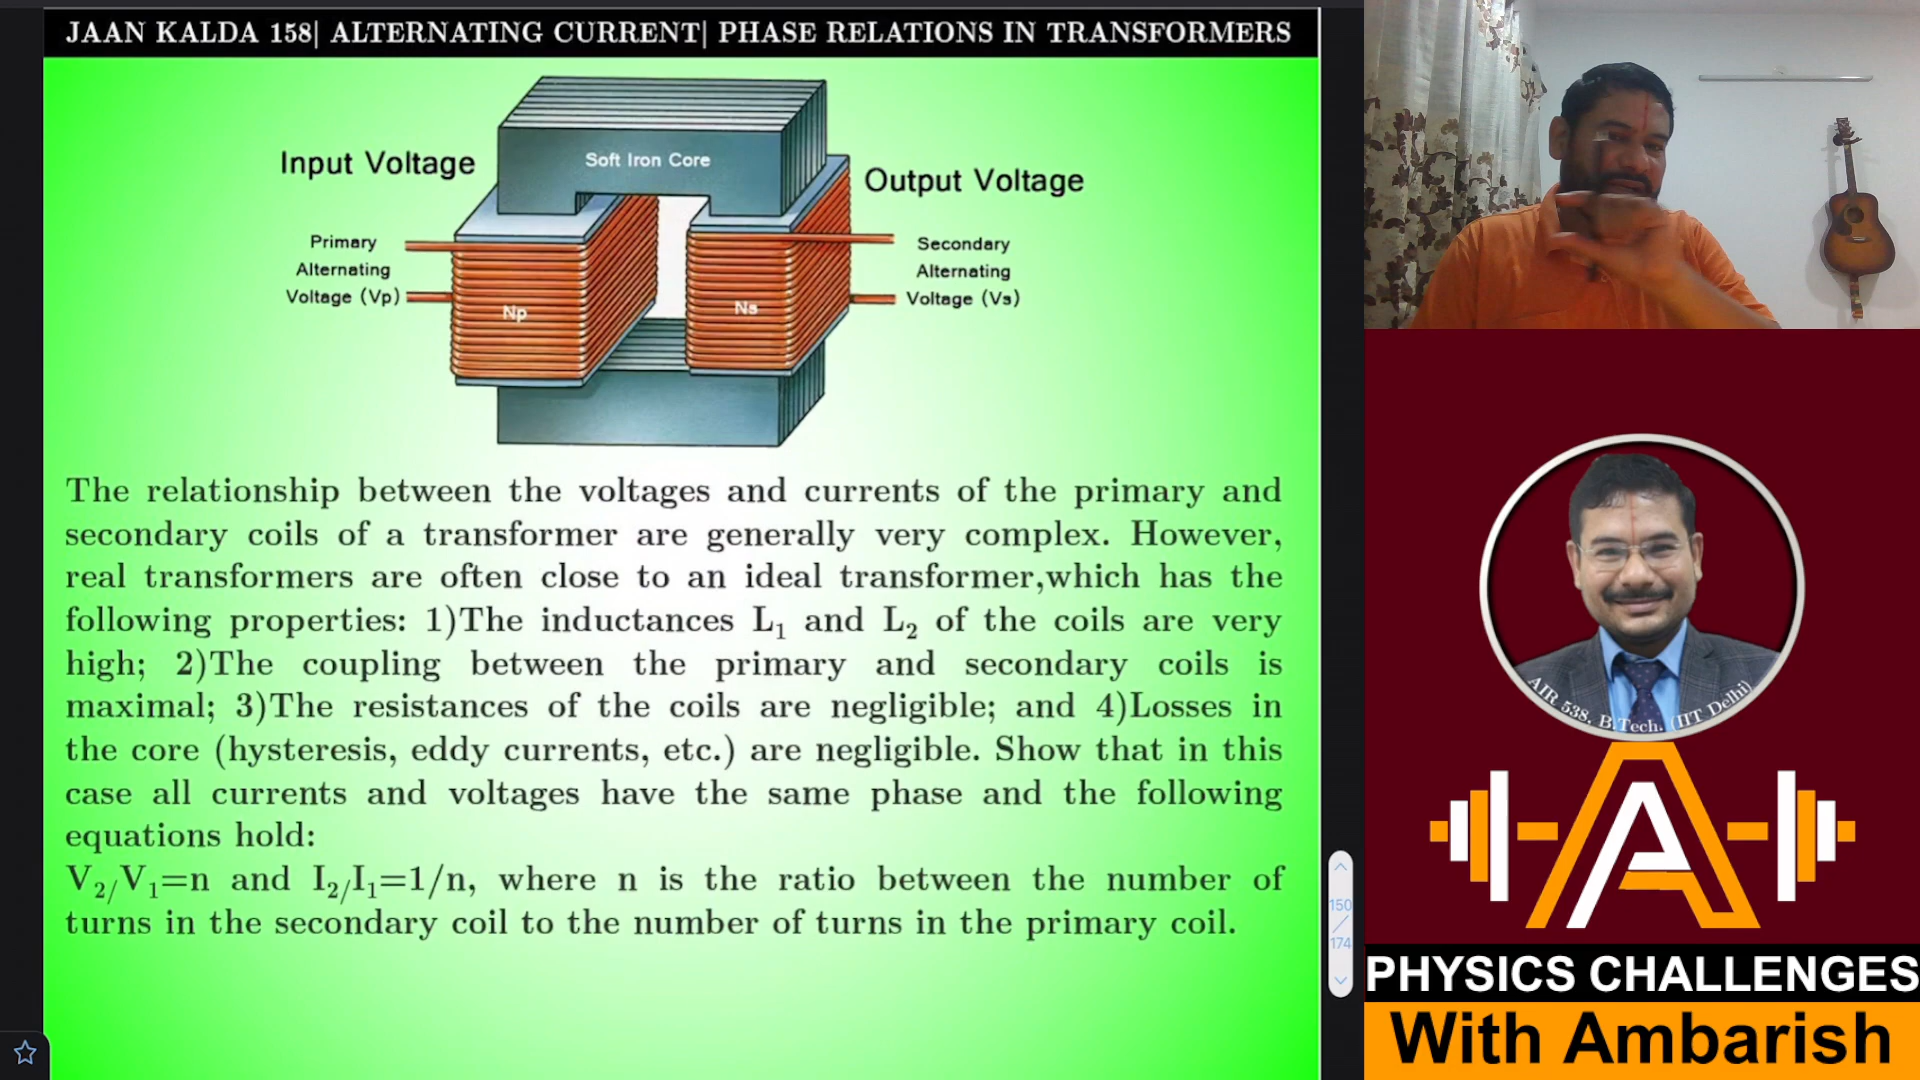 JAAN KALDA 158| ALTERNATING CURRENT| PHASE RELATIONS IN TRANSFORMERS
Input Voltage
Soft Iron Core
Output Voltage
Primary
Alternating
Voltage (Vp)
Secondary
Alternating
Voltage (Vs)
Np
Ns
The relationship between the voltages and currents of the primary and
secondary coils of a transformer are generally very complex. However,
real transformers are often close to an ideal transformer,which has the
following properties: 1)The inductances L₁ and L₂ of the coils are very
high; 2)The coupling between the primary and secondary coils is
maximal; 3)The resistances of the coils are negligible; and 4)Losses in
the core (hysteresis, eddy currents, etc.) are negligible. Show that in this
case all currents and voltages have the same phase and the following
equations hold:
V₂/V₁=n and I₂/I₁=1/n, where n is the ratio between the number of
turns in the secondary coil to the number of turns in the primary coil.
150
/
174
AIR 538, B.Tech. (IIT Delhi)
A
PHYSICS CHALLENGES
With Ambarish